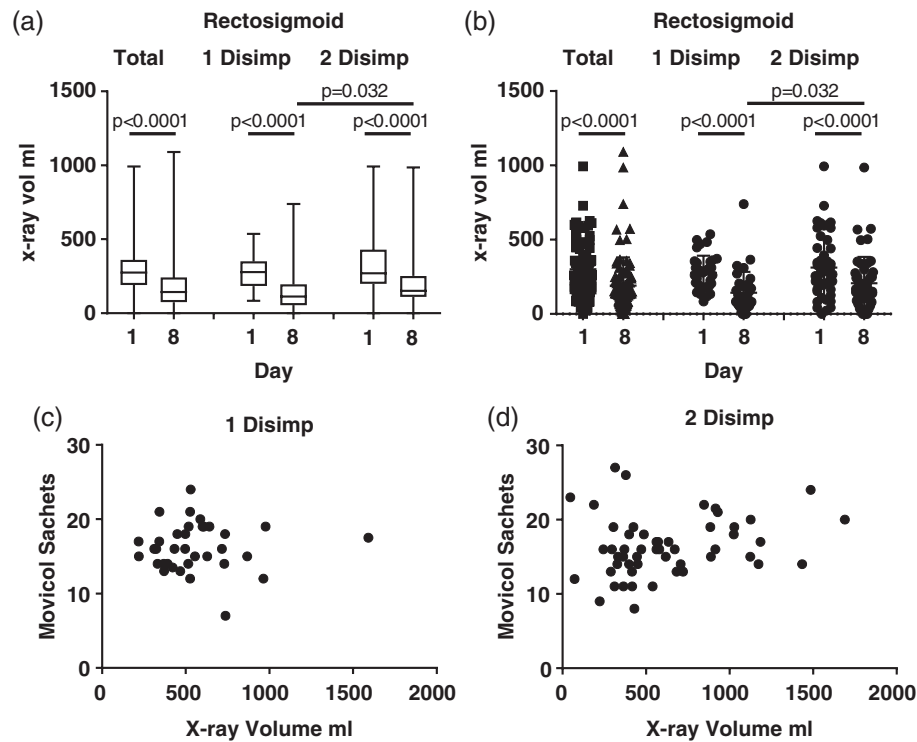 (a)
Rectosigmoid
Total 1 Disimp 2 Disimp
p=0.032
p<0.0001 p<0.0001 p<0.0001
x-ray vol ml
1500
1000
500
0
1 8 1 8 1 8
Day
(b)
Rectosigmoid
Total 1 Disimp 2 Disimp
p=0.032
p<0.0001 p<0.0001 p<0.0001
x-ray vol ml
1500
1000
500
0
1 8 1 8 1 8
Day
(c)
1 Disimp
Movicol Sachets
30
20
10
0
0 500 1000 1500 2000
X-ray Volume ml
(d)
2 Disimp
Movicol Sachets
30
20
10
0
0 500 1000 1500 2000
X-ray Volume ml